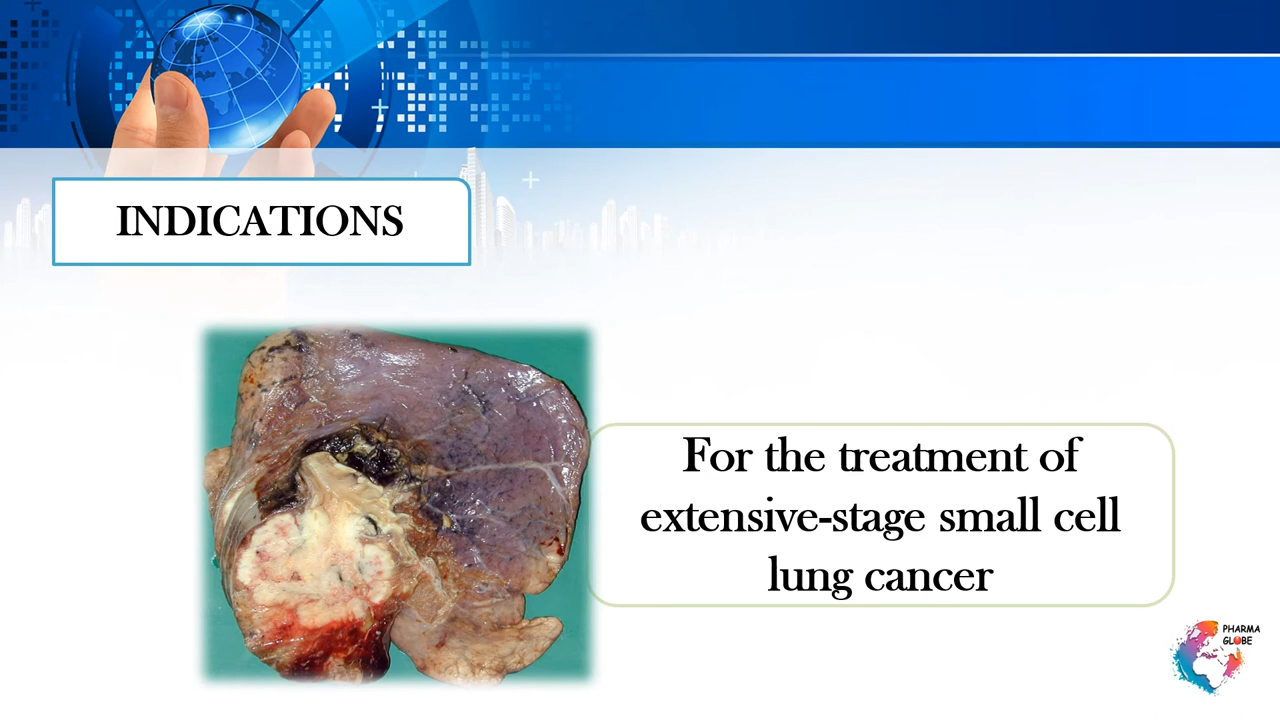 INDICATIONS
For the treatment of
extensive-stage small cell
lung cancer
PHARMA
GLOBE